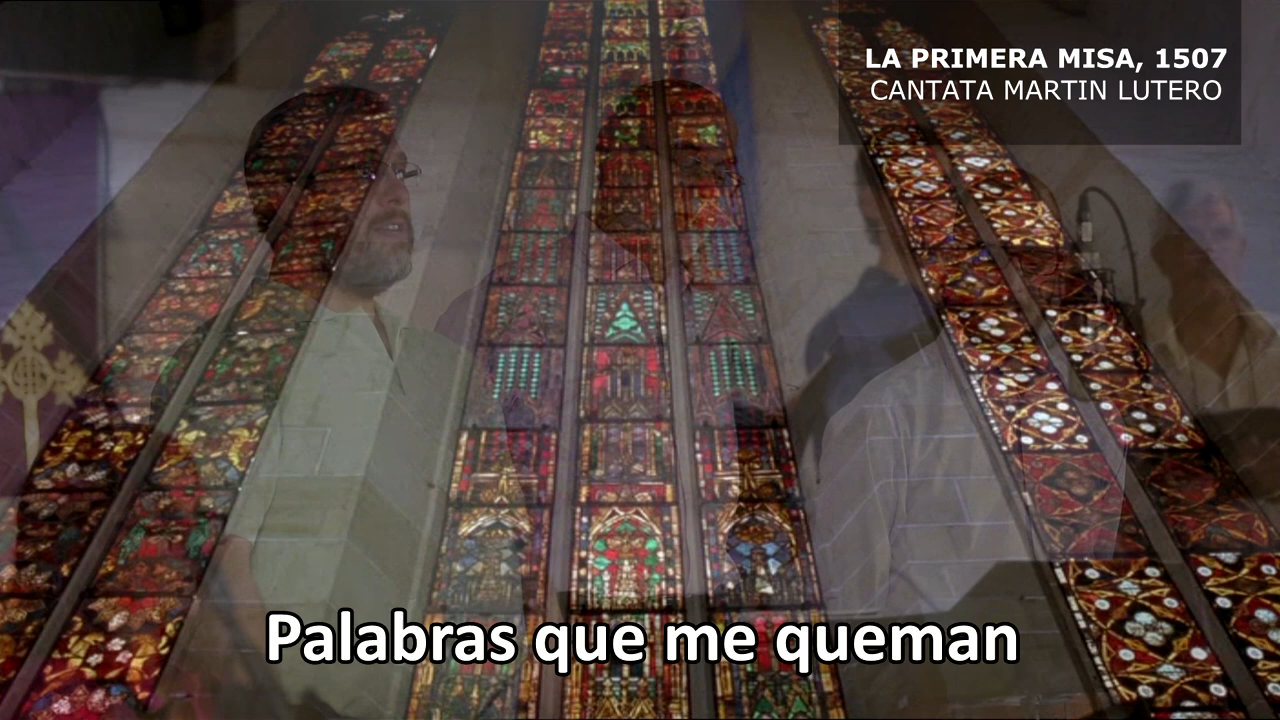 LA PRIMERA MISA, 1507
CANTATA MARTIN LUTERO
Palabras que me queman